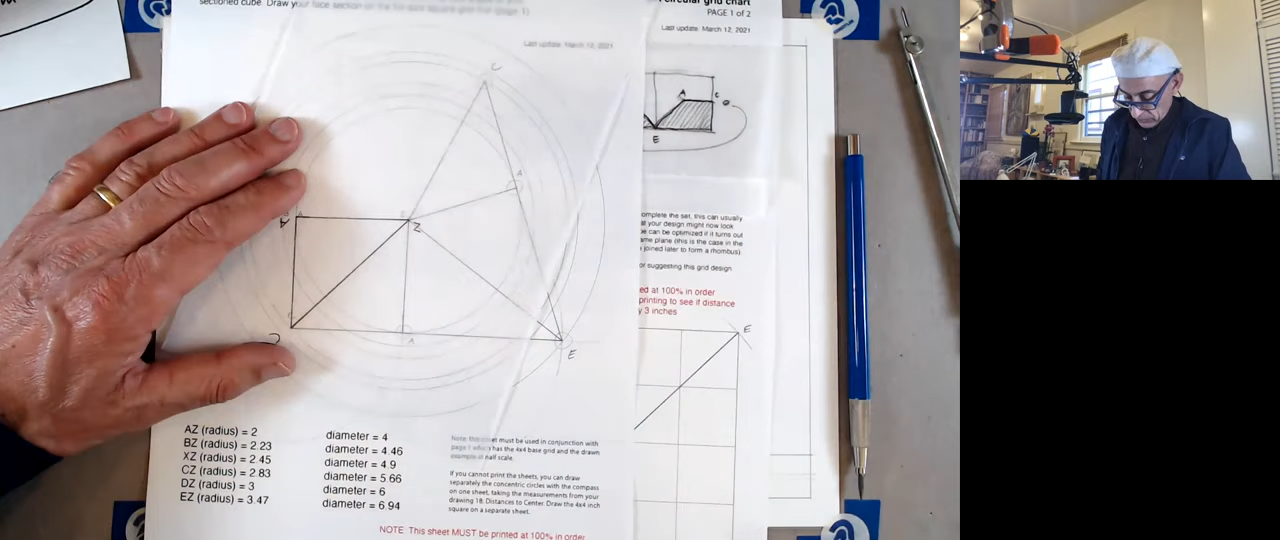 sectioned cube. Draw your face section on the
circular grid chart
PAGE 1 of 2
Last update: March 12, 2021
Last update: March 12, 2021
C
A
C
E
A
A
Z
A
E
E
omplete the set, this can usually
your design might now look
can be optimized if it turns out
ame plane (this is the case in the
joined later to form a rhombus)
or suggesting this grid design
ed at 100% in order
printing to see if distance
y 3 inches
AZ (radius) = 2
BZ (radius) = 2.23
XZ (radius) = 2.45
CZ (radius) = 2.83
DZ (radius) = 3
EZ (radius) = 3.47
diameter = 4
diameter = 4.46
diameter = 4.9
diameter = 5.66
diameter = 6
diameter = 6.94
Note: this sheet must be used in conjunction with
page 1 which has the 4x4 base grid and the drawn
example at half scale.
If you cannot print the sheets, you can draw
separately the concentric circles with the compass
on one sheet, taking the measurements from your
drawing 18: Distances to Center. Draw the 4x4 inch
square on a separate sheet.
NOTE: This sheet MUST be printed at 100% in order